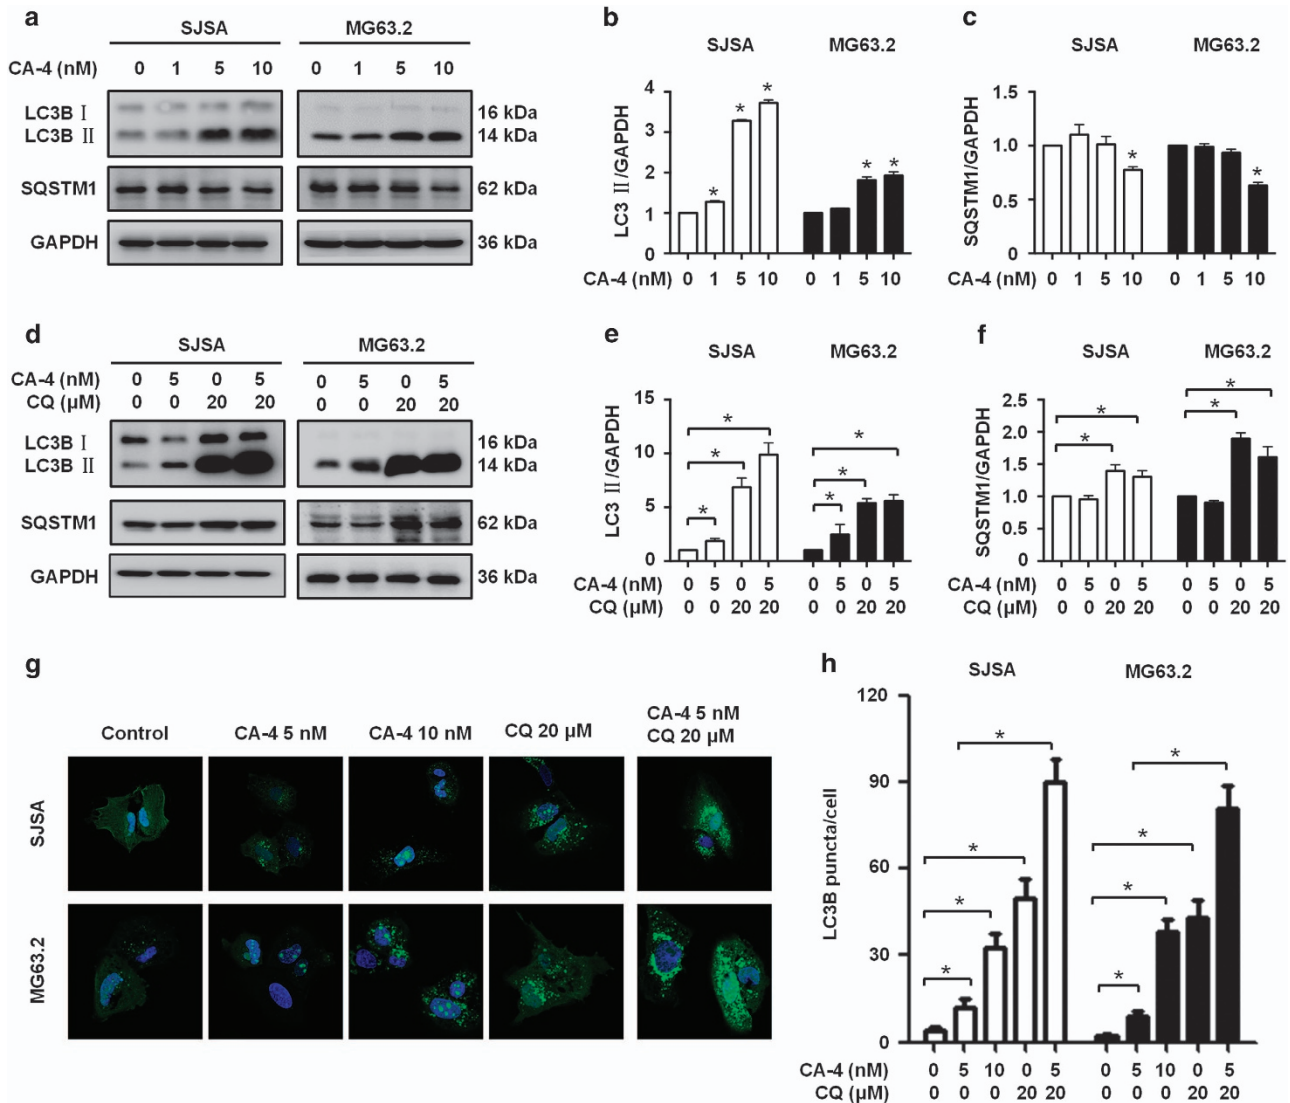 a
SJSA MG63.2
CA-4 (nM) 0 1 5 10 0 1 5 10
LC3B Ⅰ 16 kDa
LC3B Ⅱ 14 kDa
SQSTM1 62 kDa
GAPDH 36 kDa
b
SJSA MG63.2
LC3 Ⅱ/GAPDH
4
3
2
1
0
* * * * *
CA-4 (nM) 0 1 5 10 0 1 5 10
c
SJSA MG63.2
SQSTM1/GAPDH
1.5
1.0
0.5
0
* *
CA-4 (nM) 0 1 5 10 0 1 5 10
d
SJSA MG63.2
CA-4 (nM) 0 5 0 5 0 5 0 5
CQ (µM) 0 0 20 20 0 0 20 20
LC3B Ⅰ 16 kDa
LC3B Ⅱ 14 kDa
SQSTM1 62 kDa
GAPDH 36 kDa
e
SJSA MG63.2
LC3 Ⅱ/GAPDH
15
10
5
0
* * * * * *
CA-4 (nM) 0 5 0 5 0 5 0 5
CQ (µM) 0 0 20 20 0 0 20 20
f
SJSA MG63.2
SQSTM1/GAPDH
2.5
2.0
1.5
1.0
0.5
0
* * * *
CA-4 (nM) 0 5 0 5 0 5 0 5
CQ (µM) 0 0 20 20 0 0 20 20
g
Control CA-4 5 nM CA-4 10 nM CQ 20 µM CA-4 5 nM
CQ 20 µM
SJSA
MG63.2
h
SJSA MG63.2
LC3B puncta/cell
120
90
60
30
0
* * * * * * * *
CA-4 (nM) 0 5 10 0 5 0 5 10 0 5
CQ (µM) 0 0 0 20 20 0 0 0 20 20